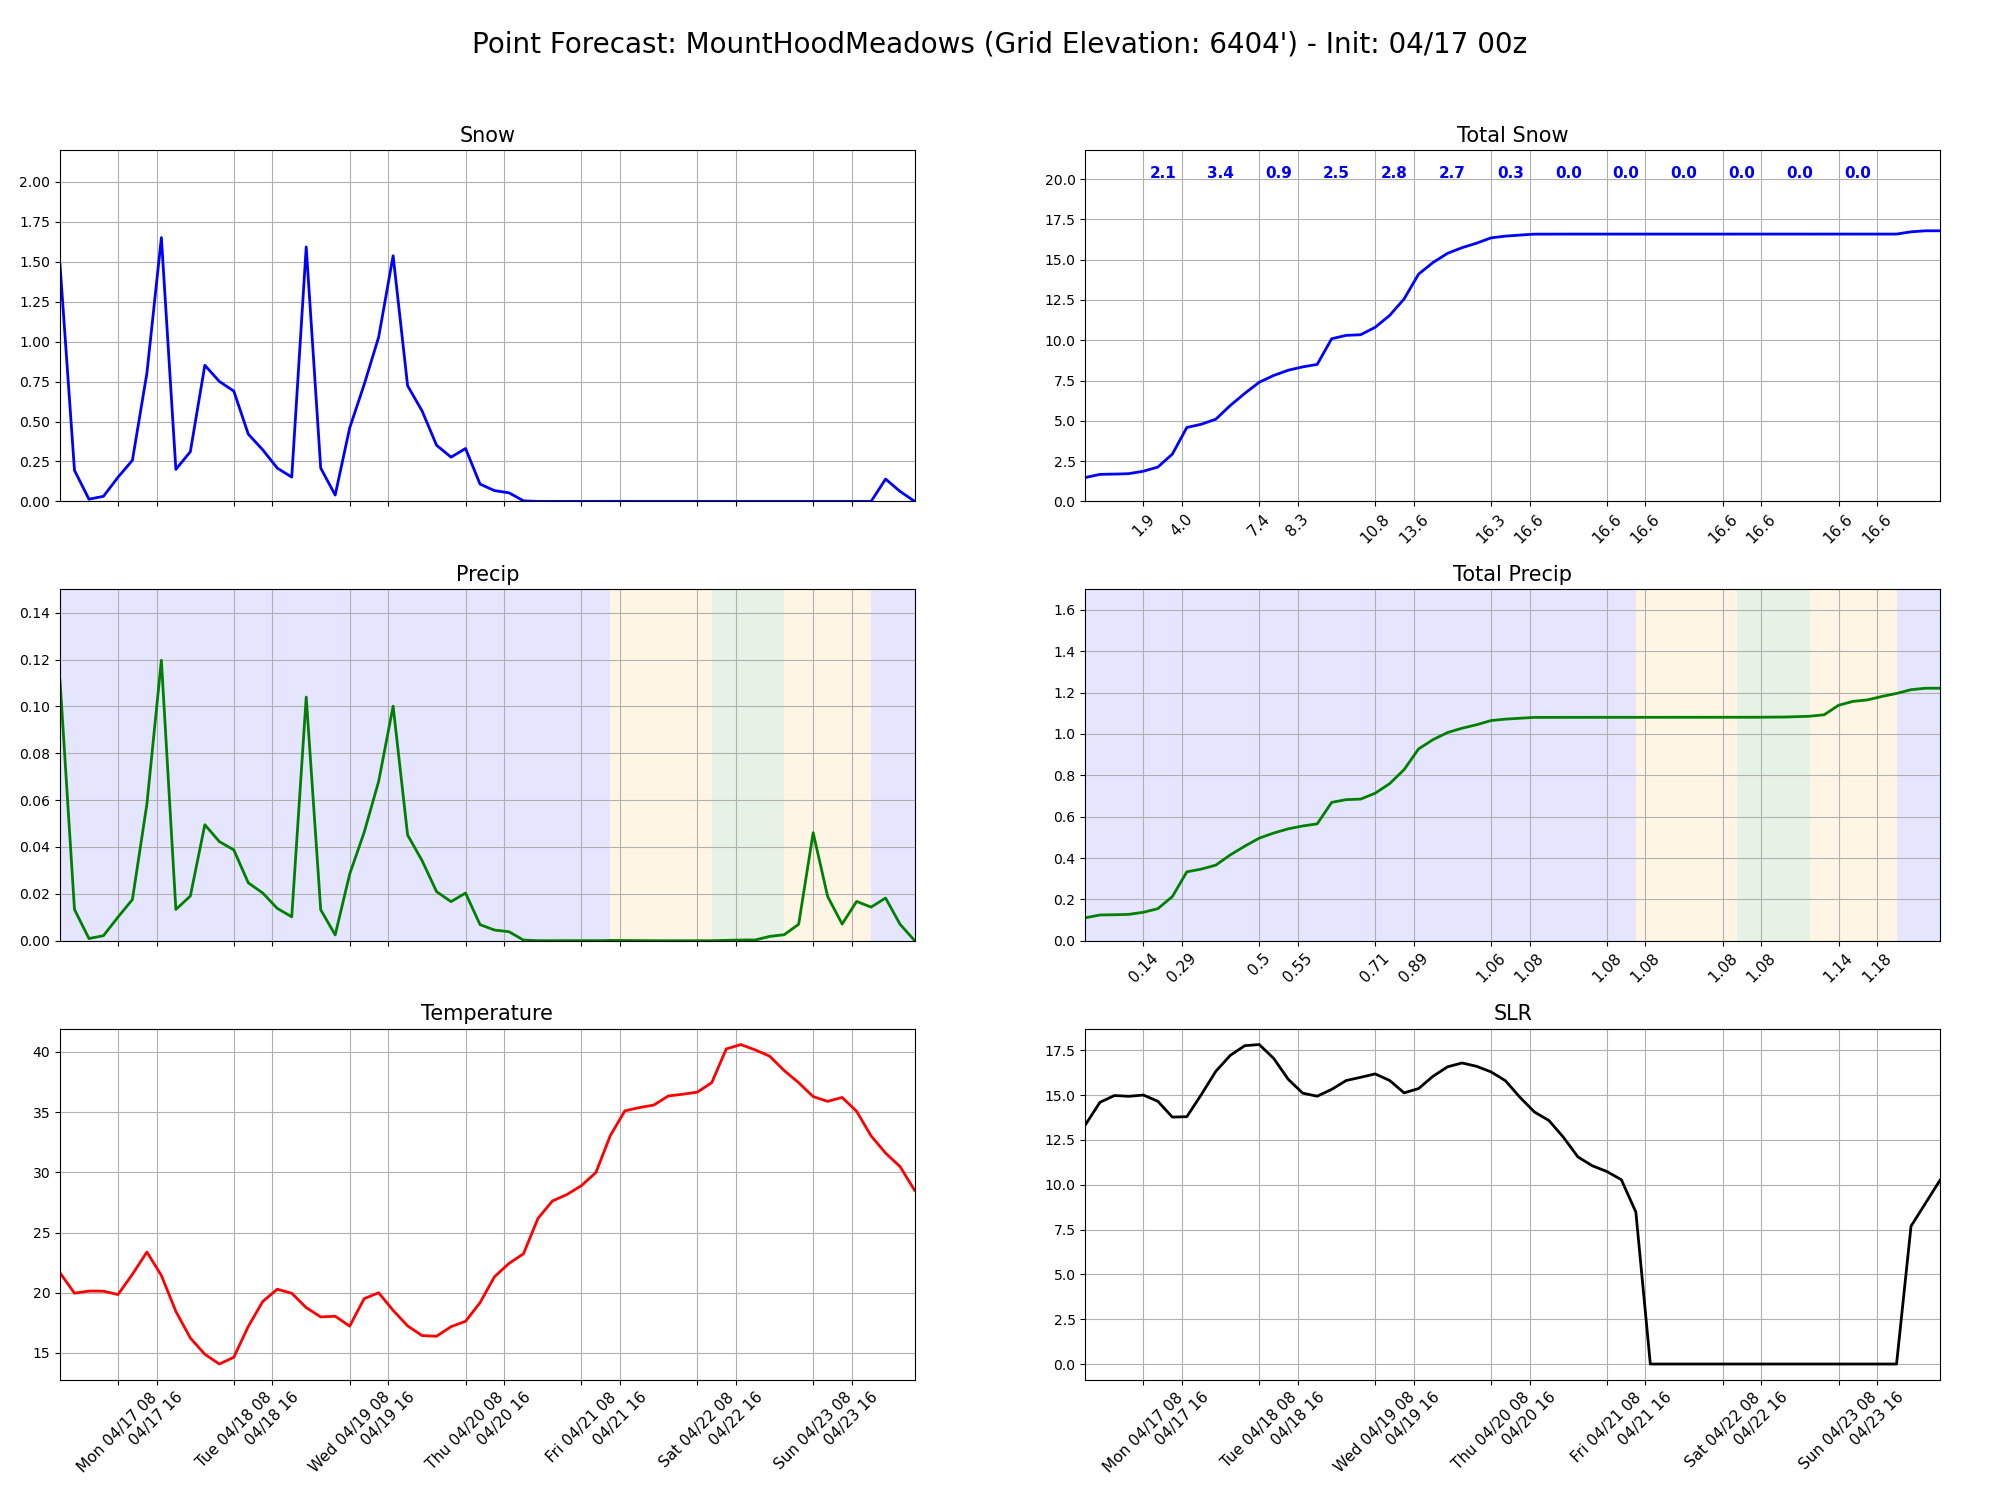 Point Forecast: MountHoodMeadows (Grid Elevation: 6404') - Init: 04/17 00z
Snow
2.00
1.75
1.50
1.25
1.00
0.75
0.50
0.25
0.00
Total Snow
2.1 3.4 0.9 2.5 2.8 2.7 0.3 0.0 0.0 0.0 0.0 0.0 0.0
20.0
17.5
15.0
12.5
10.0
7.5
5.0
2.5
0.0
1.9 4.0 7.4 8.3 10.8 13.6 16.3 16.6 16.6 16.6 16.6 16.6 16.6 16.6
Precip
0.14
0.12
0.10
0.08
0.06
0.04
0.02
0.00
Total Precip
1.6
1.4
1.2
1.0
0.8
0.6
0.4
0.2
0.0
0.14 0.29 0.5 0.55 0.71 0.89 1.06 1.08 1.08 1.08 1.08 1.08 1.14 1.18
Temperature
40
35
30
25
20
15
Mon 04/17 08
04/17 16
Tue 04/18 08
04/18 16
Wed 04/19 08
04/19 16
Thu 04/20 08
04/20 16
Fri 04/21 08
04/21 16
Sat 04/22 08
04/22 16
Sun 04/23 08
04/23 16
SLR
17.5
15.0
12.5
10.0
7.5
5.0
2.5
0.0
Mon 04/17 08
04/17 16
Tue 04/18 08
04/18 16
Wed 04/19 08
04/19 16
Thu 04/20 08
04/20 16
Fri 04/21 08
04/21 16
Sat 04/22 08
04/22 16
Sun 04/23 08
04/23 16